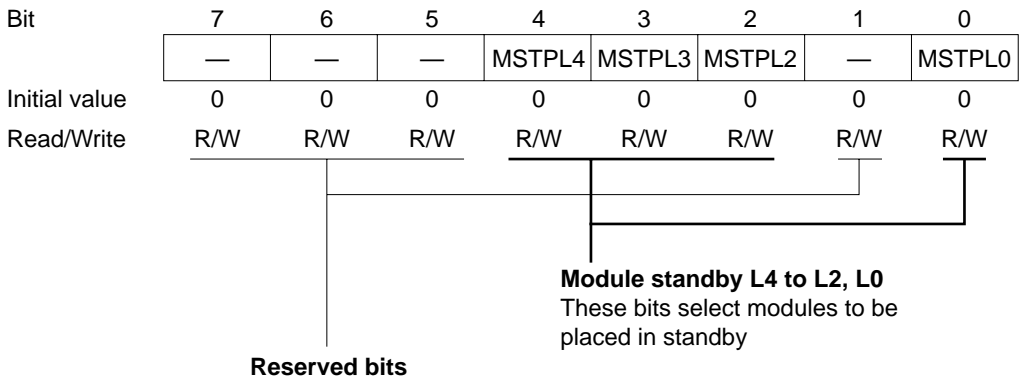 Bit 7 6 5 4 3 2 1 0
— — — MSTPL4 MSTPL3 MSTPL2 — MSTPL0
Initial value 0 0 0 0 0 0 0 0
Read/Write R/W R/W R/W R/W R/W R/W R/W R/W
Module standby L4 to L2, L0
These bits select modules to be
placed in standby
Reserved bits